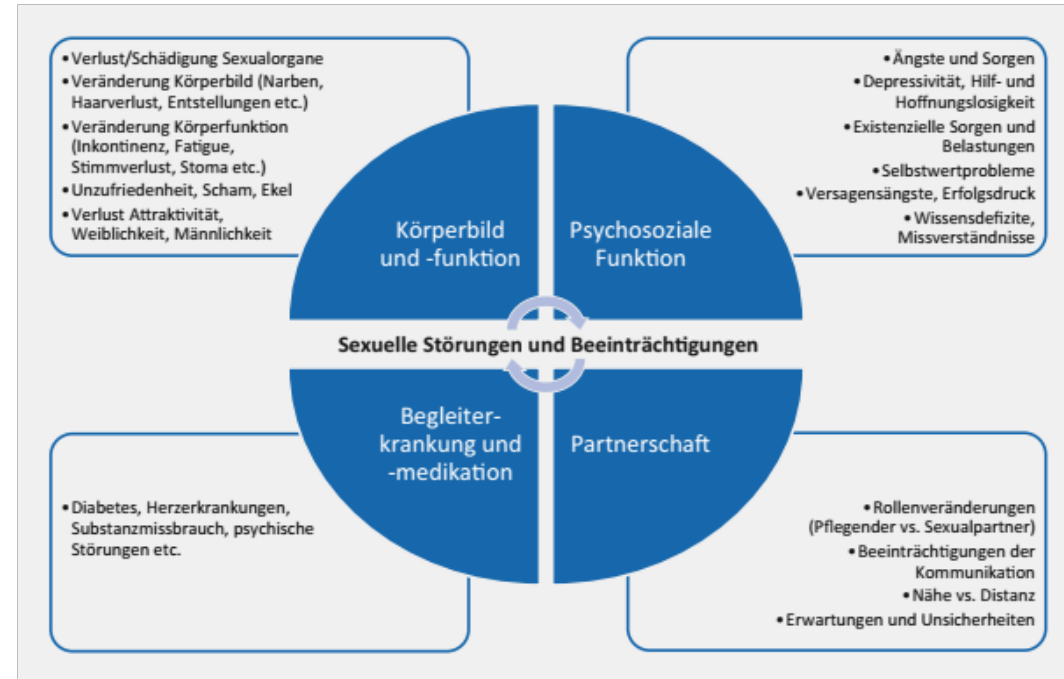 •Verlust/Schädigung Sexualorgane
•Veränderung Körperbild (Narben,
Haarverlust, Entstellungen etc.)
•Veränderung Körperfunktion
(Inkontinenz, Fatigue,
Stimmverlust, Stoma etc.)
•Unzufriedenheit, Scham, Ekel
•Verlust Attraktivität,
Weiblichkeit, Männlichkeit
•Ängste und Sorgen
•Depressivität, Hilf- und
Hoffnungslosigkeit
•Existenzielle Sorgen und
Belastungen
•Selbstwertprobleme
•Versagensängste, Erfolgsdruck
•Wissensdefizite,
Missverständnisse
Körperbild
und -funktion
Psychosoziale
Funktion
Sexuelle Störungen und Beeinträchtigungen
Begleiter-
krankung und
-medikation
Partnerschaft
•Diabetes, Herzerkrankungen,
Substanzmissbrauch, psychische
Störungen etc.
•Rollenveränderungen
(Pflegender vs. Sexualpartner)
•Beeinträchtigungen der
Kommunikation
•Nähe vs. Distanz
•Erwartungen und Unsicherheiten